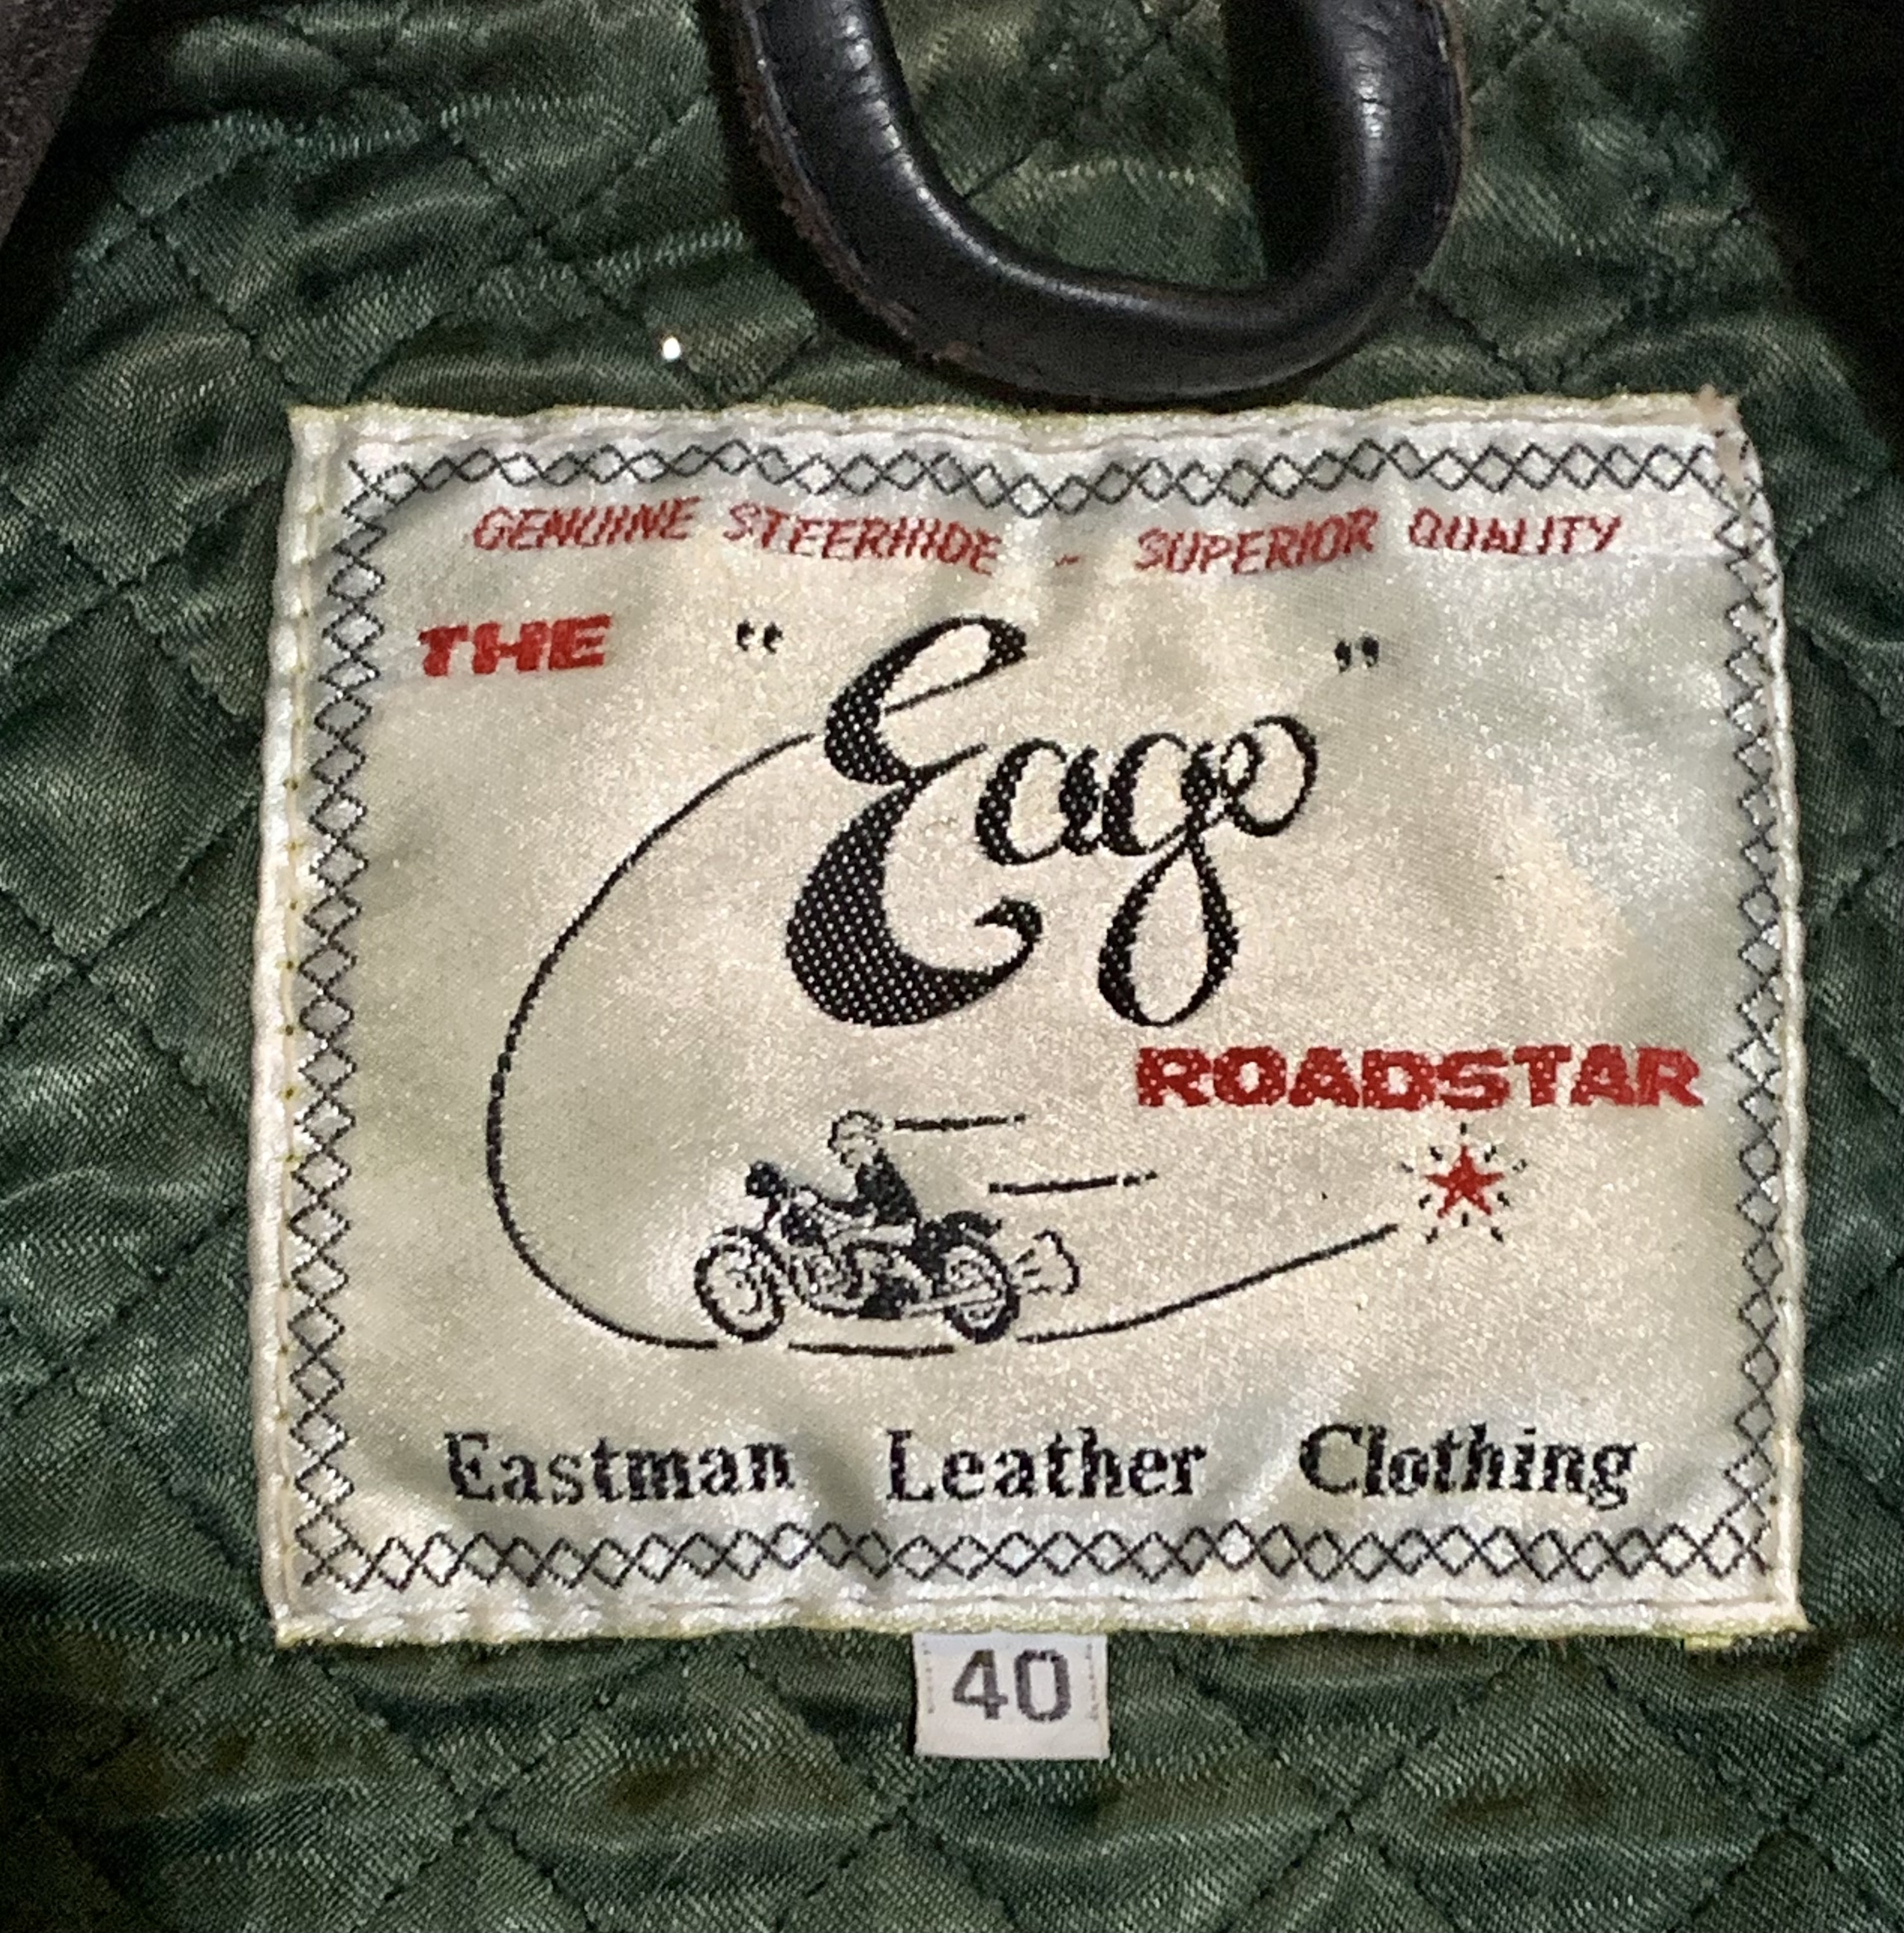 GENUINE STEERHIDE - SUPERIOR QUALITY
THE "Eago"
ROADSTAR
Eastman Leather Clothing
40